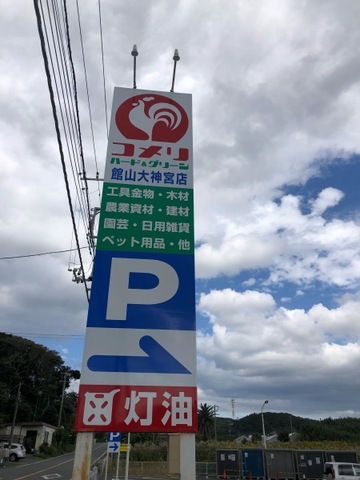 コメリ
ハード&グリーン
館山大神宮店
工具金物・木材
農業資材・建材
園芸・日用雑貨
ペット用品・他
P
灯油
P